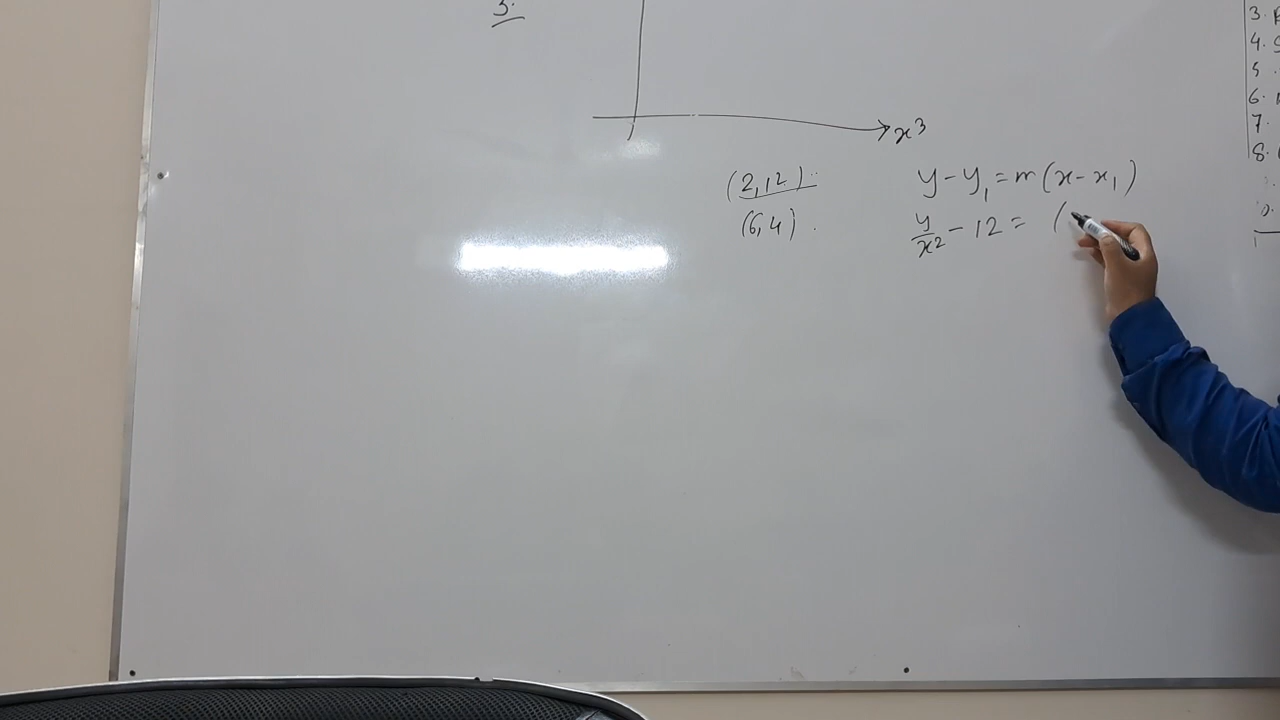 3.
x³
(2,12)
(6,4).
y - y₁ = m(x - x₁)
y/x² - 12 = (
3.
4. S
5.
6.
7.
8.